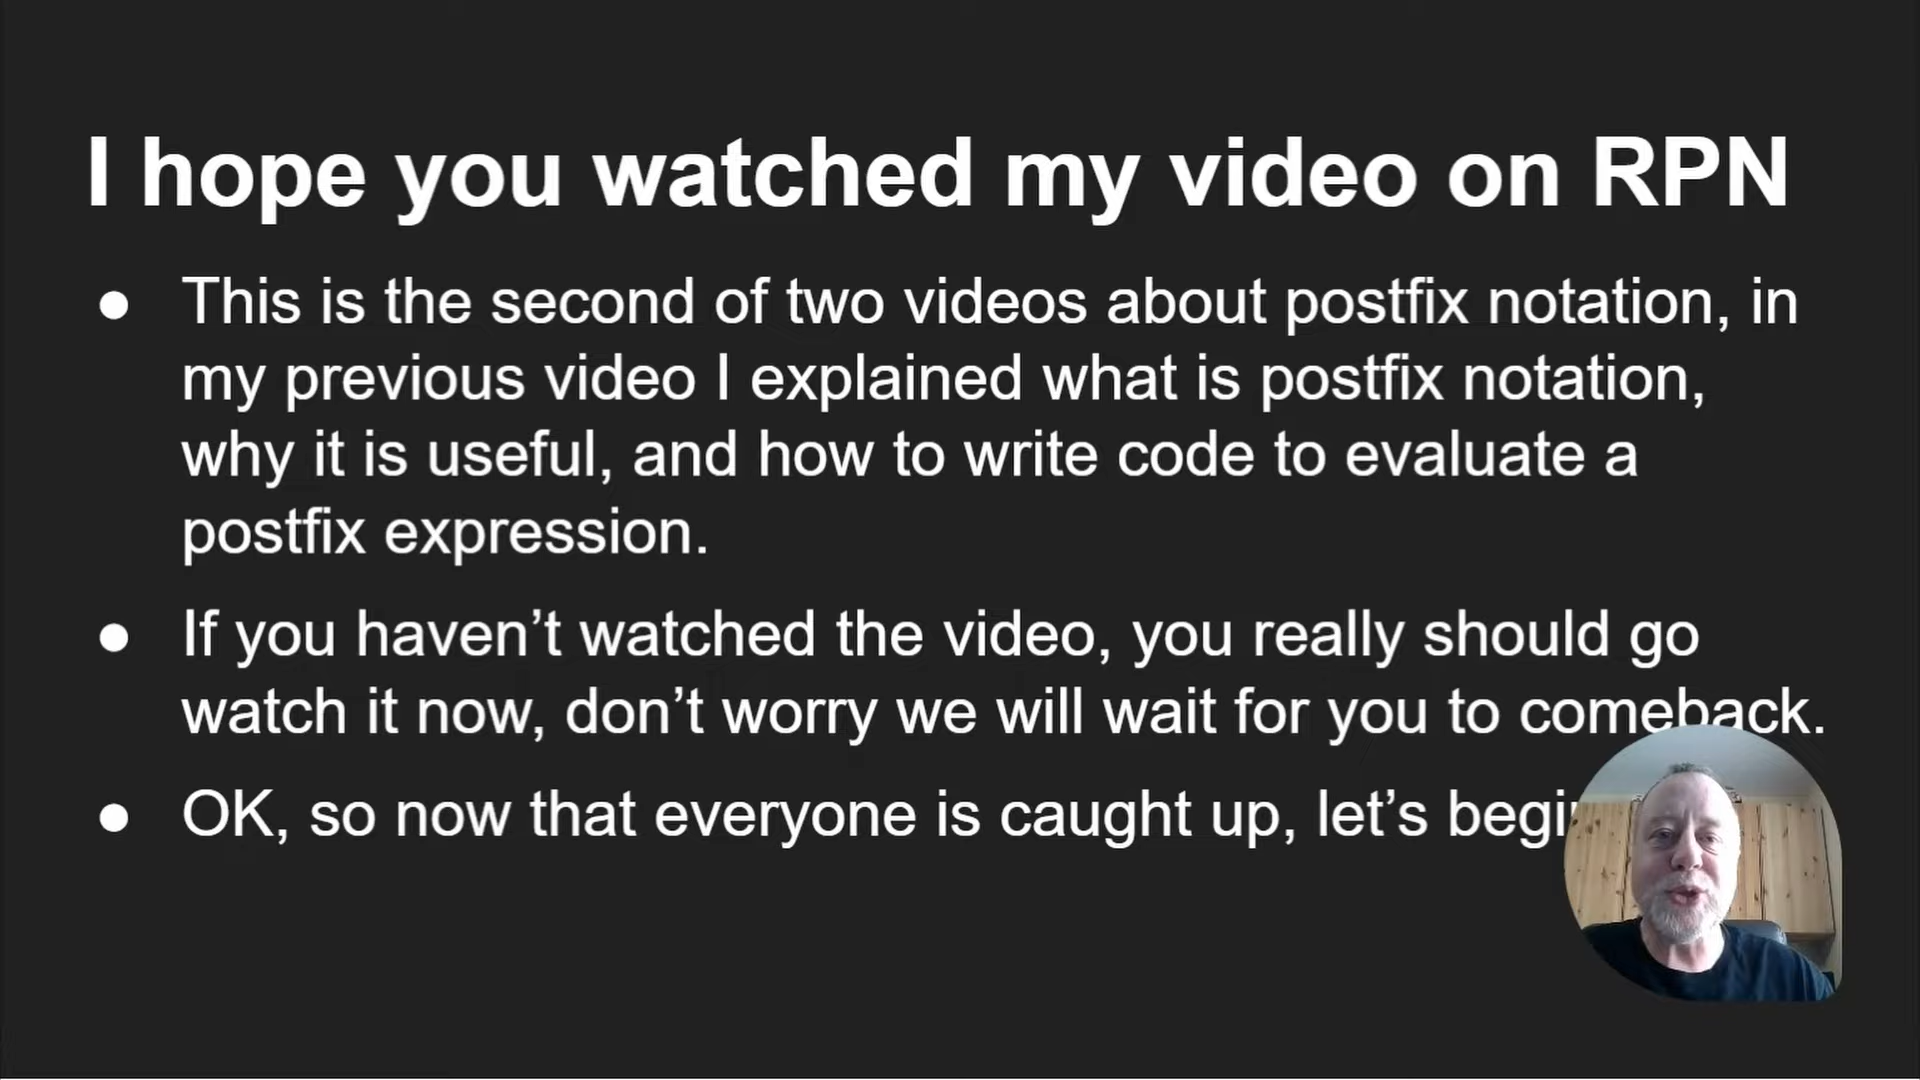 I hope you watched my video on RPN
● This is the second of two videos about postfix notation, in
my previous video I explained what is postfix notation,
why it is useful, and how to write code to evaluate a
postfix expression.
● If you haven’t watched the video, you really should go
watch it now, don’t worry we will wait for you to comeback.
● OK, so now that everyone is caught up, let’s